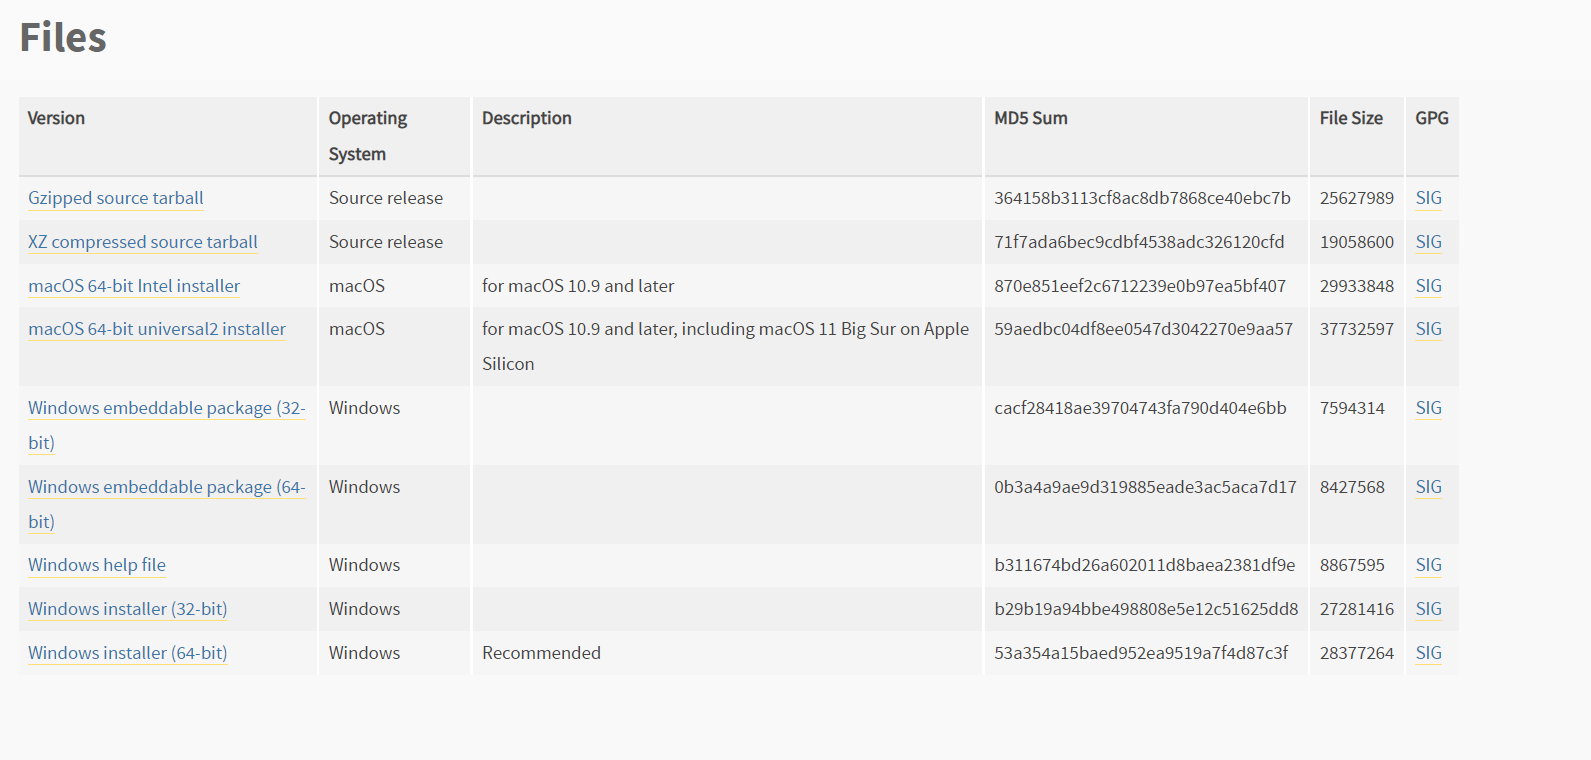 Files
Version Operating System Description MD5 Sum File Size GPG
Gzipped source tarball Source release 364158b3113cf8ac8db7868ce40ebc7b 25627989 SIG
XZ compressed source tarball Source release 71f7ada6bec9cdbf4538adc326120cfd 19058600 SIG
macOS 64-bit Intel installer macOS for macOS 10.9 and later 870e851eef2c6712239e0b97ea5bf407 29933848 SIG
macOS 64-bit universal2 installer macOS for macOS 10.9 and later, including macOS 11 Big Sur on Apple 59aedbc04df8ee0547d3042270e9aa57 37732597 SIG
Silicon
Windows embeddable package (32- Windows cacf28418ae39704743fa790d404e6bb 7594314 SIG
bit)
Windows embeddable package (64- Windows 0b3a4a9ae9d319885eade3ac5aca7d17 8427568 SIG
bit)
Windows help file Windows b311674bd26a602011d8baea2381df9e 8867595 SIG
Windows installer (32-bit) Windows b29b19a94bbe498808e5e12c51625dd8 27281416 SIG
Windows installer (64-bit) Windows Recommended 53a354a15baed952ea9519a7f4d87c3f 28377264 SIG